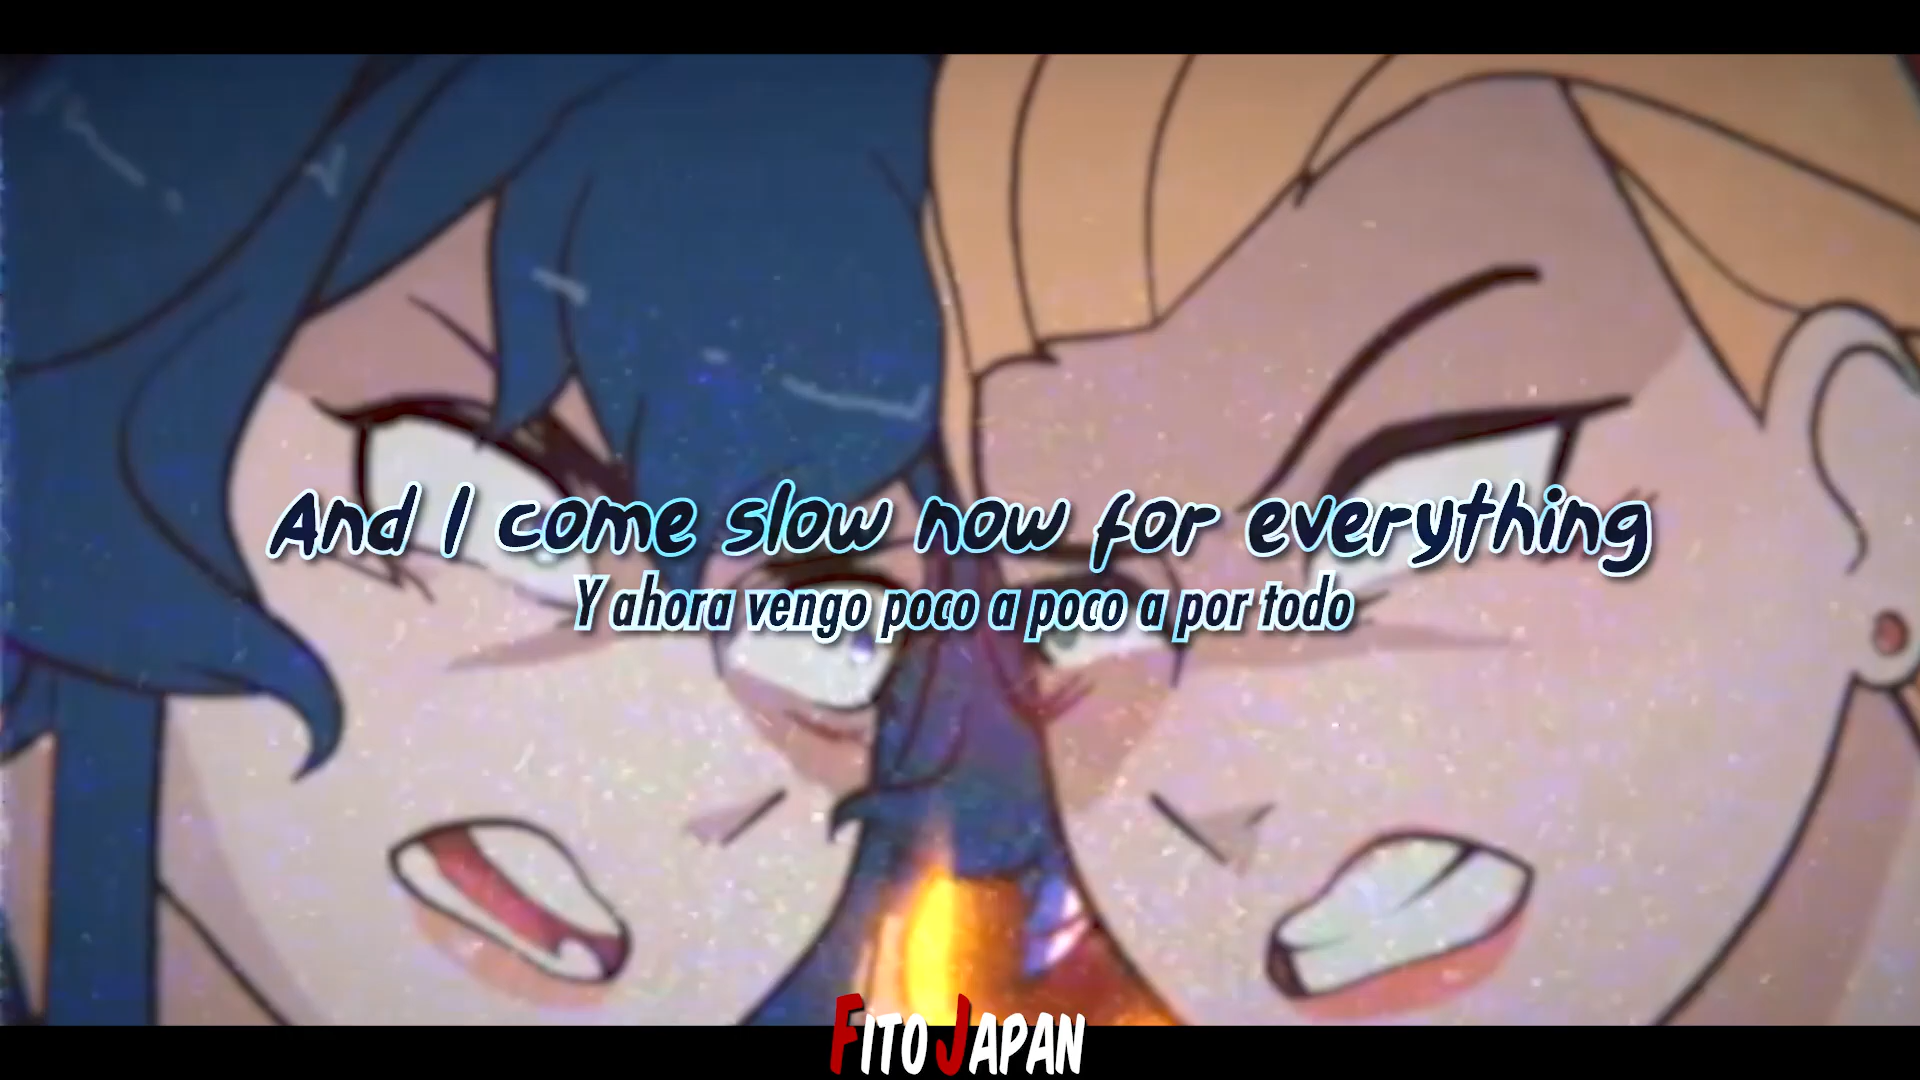 And I come slow now for everything
Y ahora vengo poco a poco a por todo
FITO JAPAN